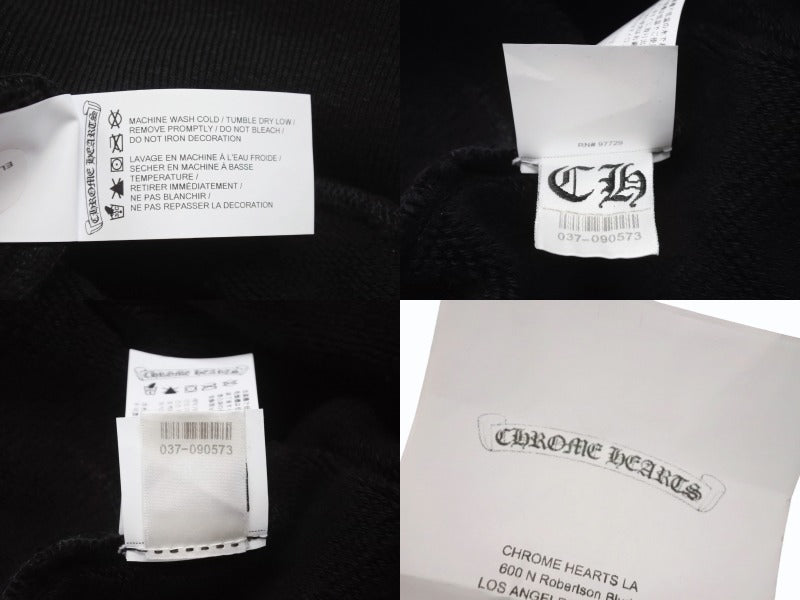 CHROME HEARTS
MACHINE WASH COLD / TUMBLE DRY LOW /
REMOVE PROMPTLY / DO NOT BLEACH /
DO NOT IRON DECORATION
LAVAGE EN MACHINE À L'EAU FROIDE /
SECHER EN MACHINE À BASSE
TEMPERATURE /
RETIRER IMMÉDIATEMENT /
NE PAS BLANCHIR /
NE PAS REPASSER LA DECORATION
RN# 97729
CH
037-090573
CHROME HEARTS
037-090573
CHROME HEARTS
CHROME HEARTS LA
600 N Robertson
LOS